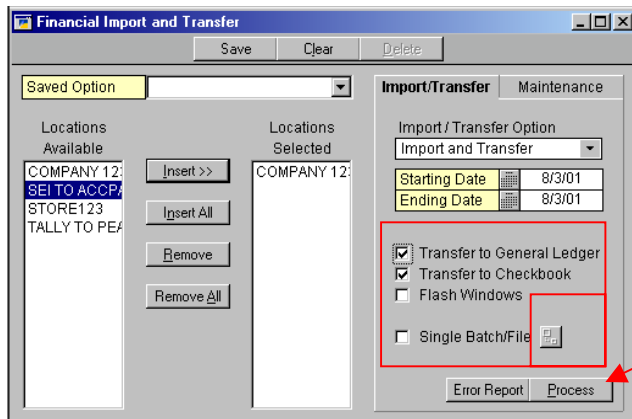 Financial Import and Transfer
Save Clear Delete
Saved Option
Import/Transfer Maintenance
Locations Available
Locations Selected
COMPANY 12
SEI TO ACCPA
STORE123
TALLY TO PEA
Insert >>
Insert All
Remove
Remove All
COMPANY 12
Import / Transfer Option
Import and Transfer
Starting Date 8/3/01
Ending Date 8/3/01
Transfer to General Ledger
Transfer to Checkbook
Flash Windows
Single Batch/File
Error Report Process